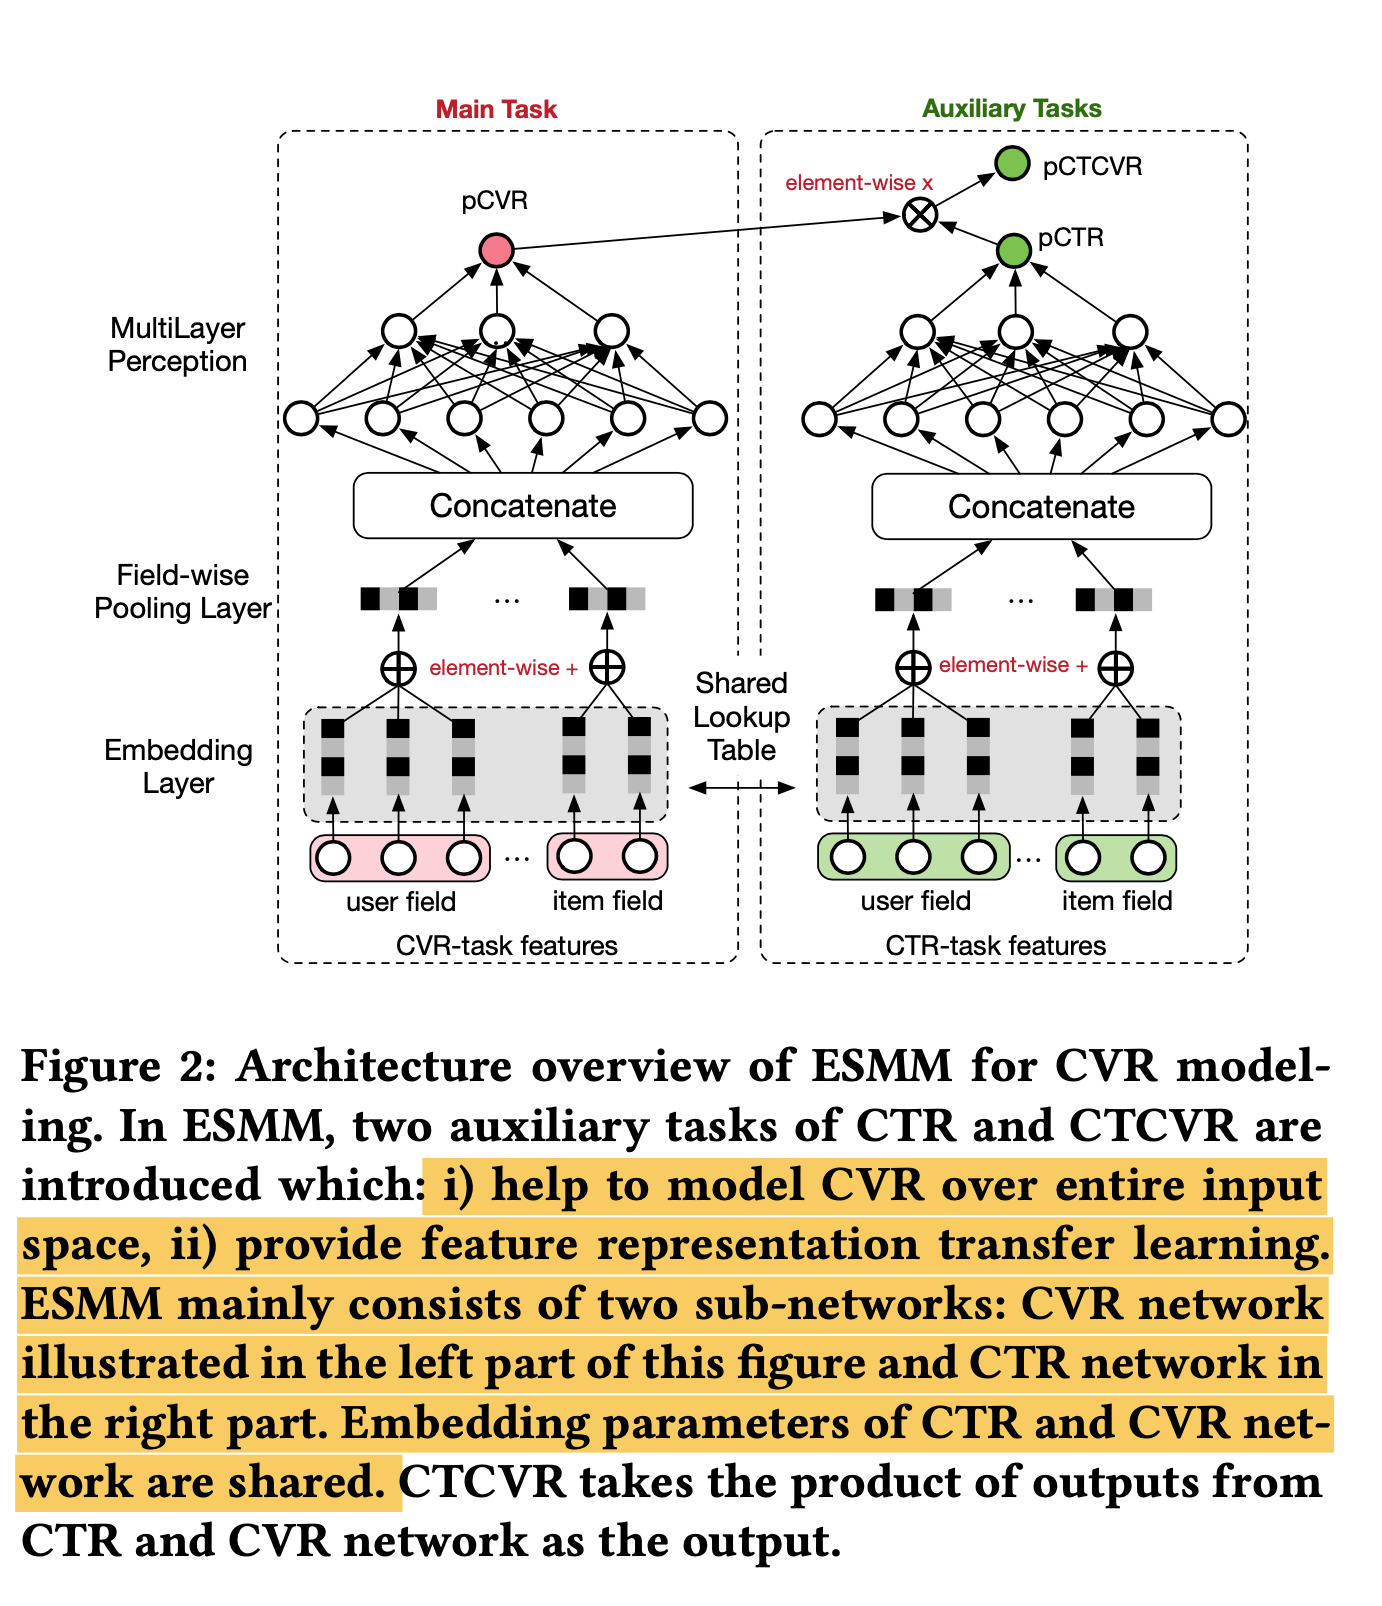 Main Task
Auxiliary Tasks
pCTCVR
element-wise x
pCVR
pCTR
MultiLayer
Perception
Concatenate
Concatenate
Field-wise
Pooling Layer
...
...
element-wise +
element-wise +
Shared
Lookup
Table
Embedding
Layer
...
...
user field
item field
user field
item field
CVR-task features
CTR-task features
Figure 2: Architecture overview of ESMM for CVR model-
ing. In ESMM, two auxiliary tasks of CTR and CTCVR are
introduced which: i) help to model CVR over entire input
space, ii) provide feature representation transfer learning.
ESMM mainly consists of two sub-networks: CVR network
illustrated in the left part of this figure and CTR network in
the right part. Embedding parameters of CTR and CVR net-
work are shared. CTCVR takes the product of outputs from
CTR and CVR network as the output.